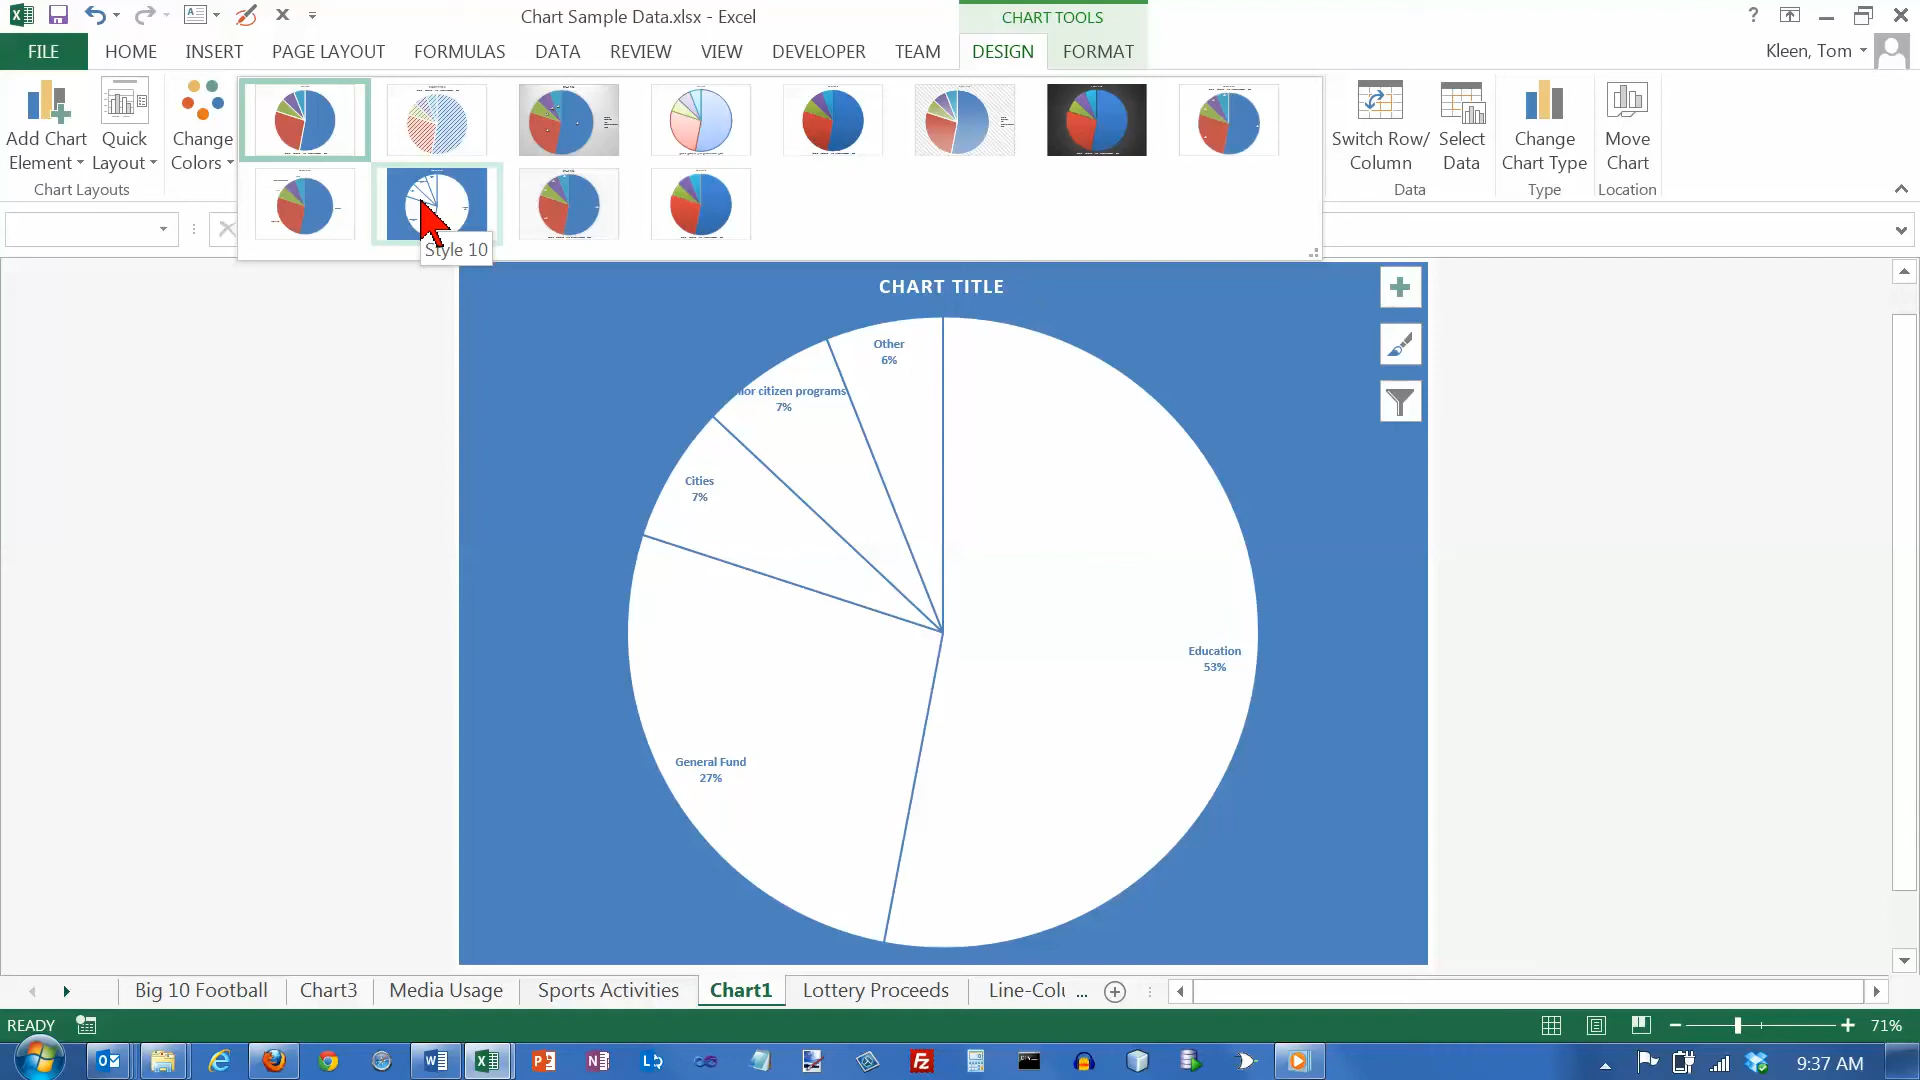 Chart Sample Data.xlsx - Excel
CHART TOOLS
?
FILE
HOME
INSERT
PAGE LAYOUT
FORMULAS
DATA
REVIEW
VIEW
DEVELOPER
TEAM
DESIGN
FORMAT
Kleen, Tom
Add Chart
Element
Quick
Layout
Change
Colors
Switch Row/
Column
Select
Data
Change
Chart Type
Move
Chart
Chart Layouts
Data
Type
Location
Style 10
CHART TITLE
Other
6%
ior citizen programs
7%
Cities
7%
Education
53%
General Fund
27%
Big 10 Football
Chart3
Media Usage
Sports Activities
Chart1
Lottery Proceeds
Line-Colu ...
READY
71%
9:37 AM